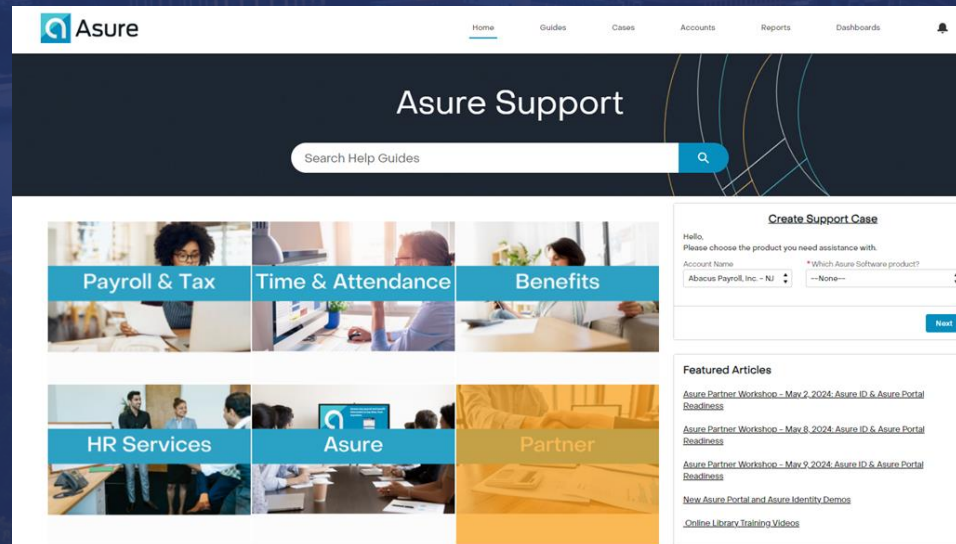 Asure
Home Guides Cases Accounts Reports Dashboards
Asure Support
Search Help Guides
Payroll & Tax
Time & Attendance
Benefits
HR Services
Asure
Partner
Create Support Case
Hello,
Please choose the product you need assistance with.
Account Name *Which Asure Software product?
Abacus Payroll, Inc. - NJ --None--
Next
Featured Articles
Asure Partner Workshop - May 2, 2024: Asure ID & Asure Portal
Readiness
Asure Partner Workshop - May 8, 2024: Asure ID & Asure Portal
Readiness
Asure Partner Workshop - May 9, 2024: Asure ID & Asure Portal
Readiness
New Asure Portal and Asure Identity Demos
Online Library Training Videos